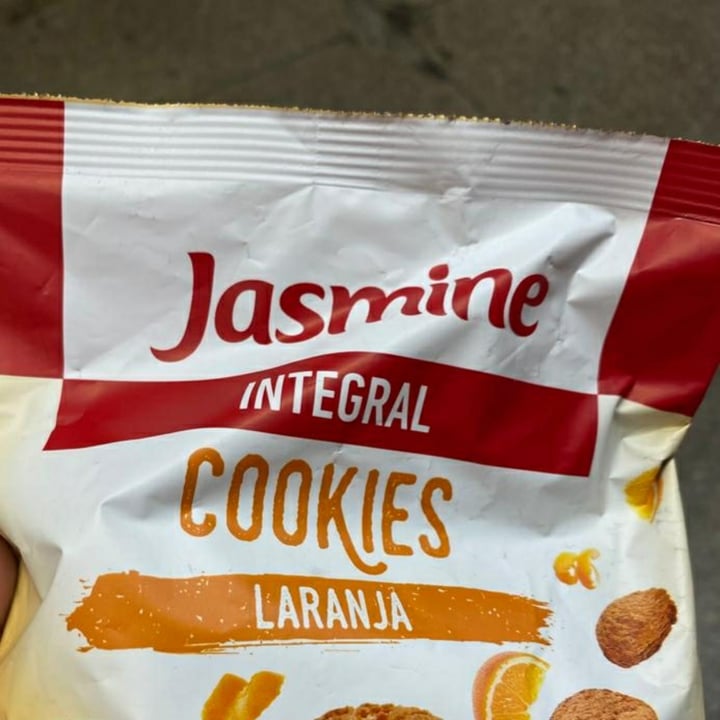 Jasmine
INTEGRAL
COOKIES
LARANJA